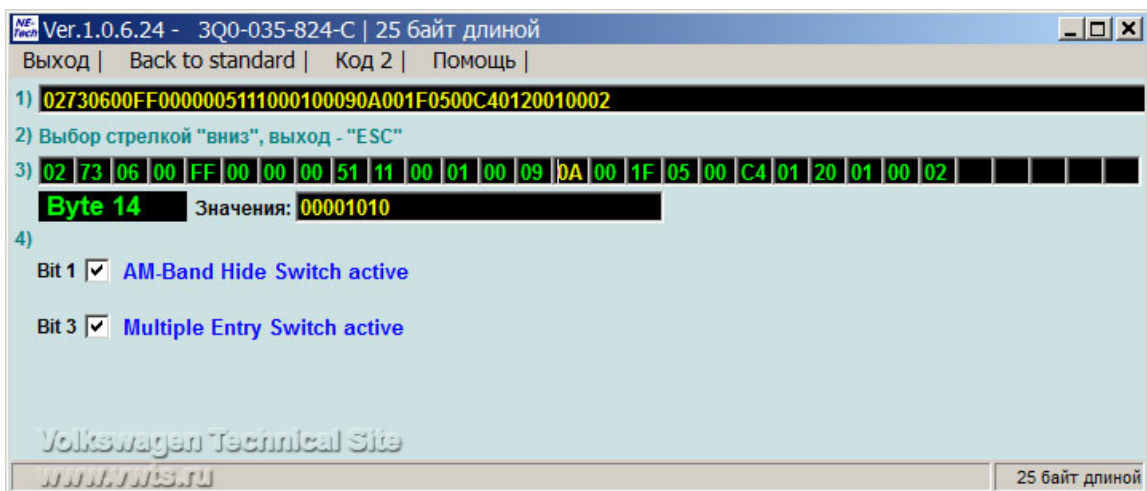 NE-Tech Ver.1.0.6.24 - 3Q0-035-824-C | 25 байт длиной
Выход | Back to standard | Код 2 | Помощь |
1) 02730600FF0000005111000100090A001F0500C40120010002
2) Выбор стрелкой "вниз", выход - "ESC"
3) 02 73 06 00 FF 00 00 00 51 11 00 01 00 09 0A 00 1F 05 00 C4 01 20 01 00 02
Byte 14 Значения: 00001010
4)
Bit 1 AM-Band Hide Switch active
Bit 3 Multiple Entry Switch active
Volkswagen Technical Site
www.vwts.ru
25 байт длиной